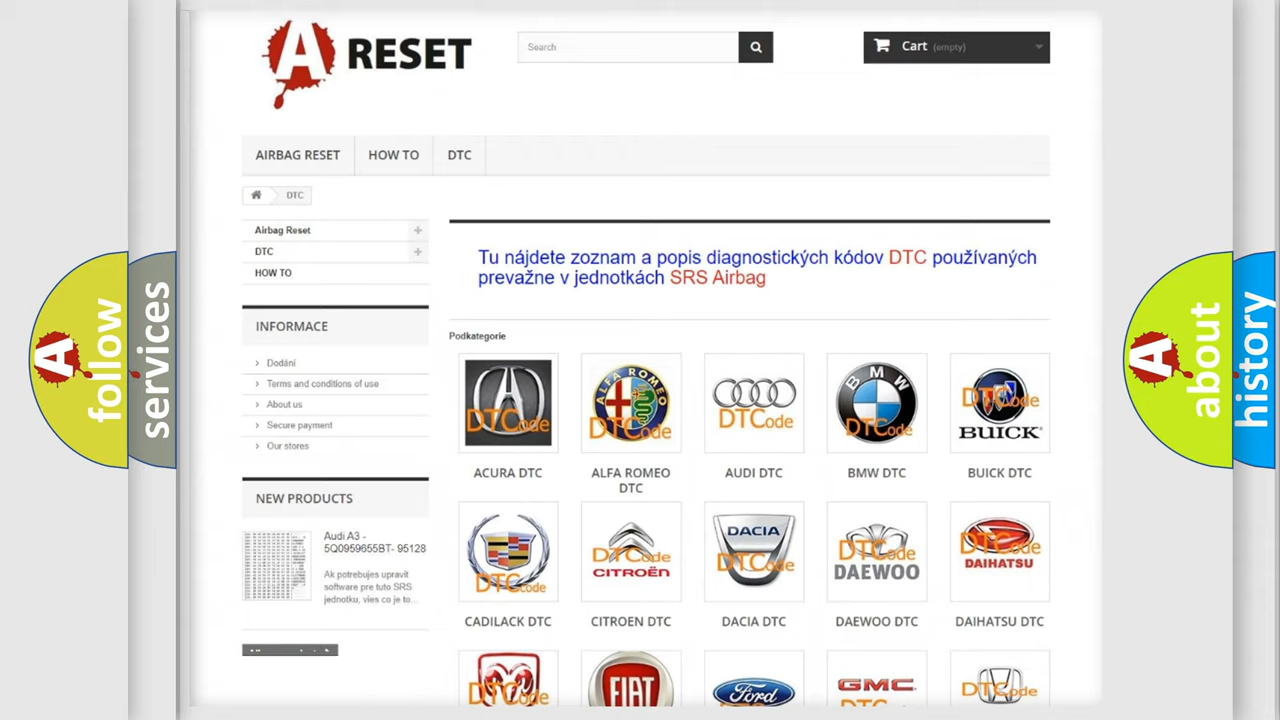 A RESET
Search
Cart (empty)
AIRBAG RESET
HOW TO
DTC
DTC
Airbag Reset
DTC
HOW TO
Tu nájdete zoznam a popis diagnostických kódov DTC používaných
prevažne v jednotkách SRS Airbag
INFORMACE
Dodání
Terms and conditions of use
About us
Secure payment
Our stores
Podkategorie
DTCode
ALFA ROMEO
DTCode
DTCode
BMW
DTCode
DTCode
BUICK
ACURA DTC
ALFA ROMEO
DTC
AUDI DTC
BMW DTC
BUICK DTC
NEW PRODUCTS
Audi A3 -
5Q0959655BT- 95128
Ak potrebujes upravit
software pre tuto SRS
jednotku, vies co je to...
DTCode
DTCode
CITROËN
DACIA
DTCode
DTCode
DAEWOO
DTCode
DAIHATSU
CADILACK DTC
CITROEN DTC
DACIA DTC
DAEWOO DTC
DAIHATSU DTC
DTCode
FIAT
Ford
GMC
DTCode
A follow
services
A about
history